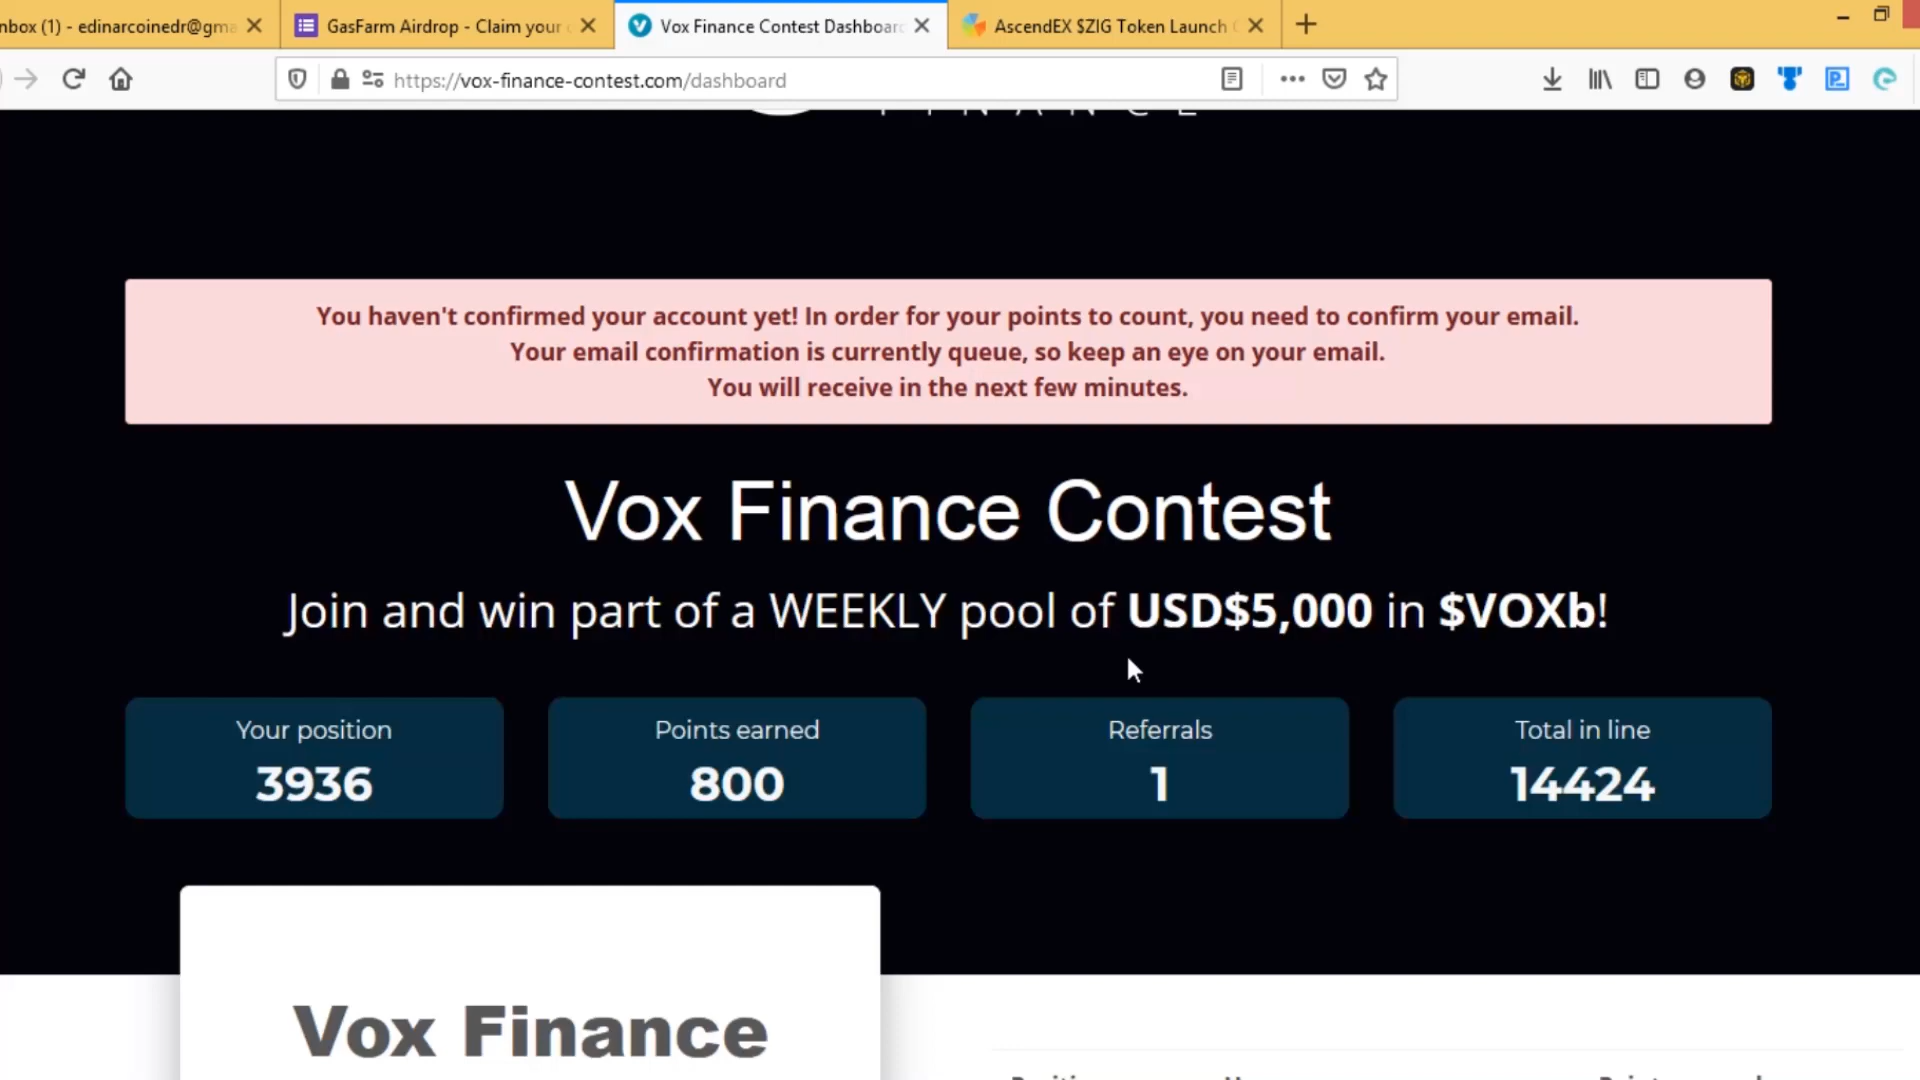 nbox (1) - edinarcoinedr@gma
GasFarm Airdrop - Claim your
Vox Finance Contest Dashboar
AscendEX $ZIG Token Launch
https://vox-finance-contest.com/dashboard
FINANCE
You haven't confirmed your account yet! In order for your points to count, you need to confirm your email.
Your email confirmation is currently queue, so keep an eye on your email.
You will receive in the next few minutes.
Vox Finance Contest
Join and win part of a WEEKLY pool of USD$5,000 in $VOXb!
Your position
3936
Points earned
800
Referrals
1
Total in line
14424
Vox Finance